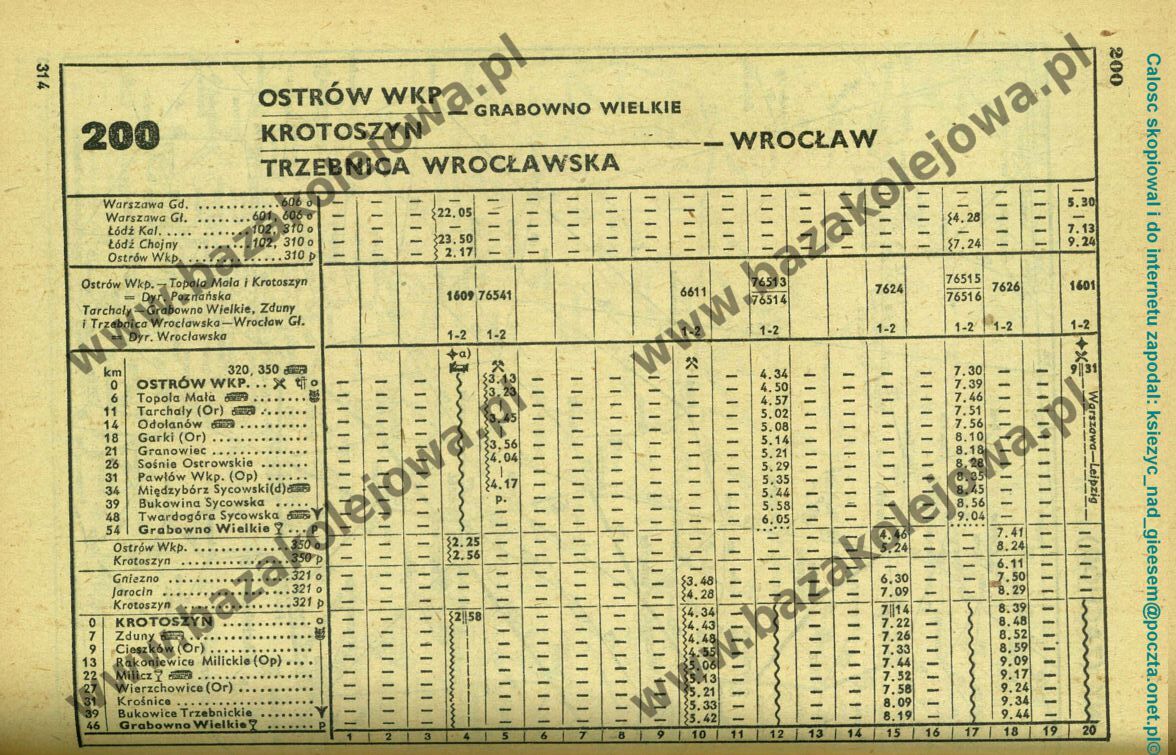 314
200
200
OSTRÓW WKP
— GRABOWNO WIELKIE
KROTOSZYN
— WROCŁAW
TRZEBNICA WROCŁAWSKA
Warszawa Gd. ............ 606 o — — — — — — — — — — — — — — — — — — — 5.30
Warszawa Gł. ........ 601, 606 o — — — 22.05 — — — — — — — — — — — — 4.28 — — —
Łódź Kal. .... 102, 310 o — — — — — — — — — — — — — — — — — — — 7.13
Łódź Chojny ........ 102, 310 o — — — 23.50 — — — — — — — — — — — — 7.24 — — 9.24
Ostrów Wkp. ............ 310 p — — — 2.17
Ostrów Wkp. — Topola Mała i Krotoszyn
= Dyr. Poznańska
Tarchały — Grabowno Wielkie, Zduny
i Trzebnica Wrocławska — Wrocław Gł.
= Dyr. Wrocławska
1609 76541 6611 76513 7624 76515 7626 1601
76514 76516
1-2 1-2 1-2 1-2 1-2 1-2 1-2 1-2
a)
km 320, 350
0 OSTRÓW WKP. ... o 3.13 4.34 7.30 9 31
6 Topola Mała ........ 3.23 4.50 7.39
11 Tarchały (Or) ........ 4.57 7.46
14 Odolanów ........ 3.45 5.02 7.51
18 Garki (Or) ........ 5.08 7.56
21 Granowiec ........ 3.56 5.14 8.10
26 Sośnie Ostrowskie ...... 4.04 5.21 8.18
31 Pawłów Wkp. (Op) ...... | 5.29 8.28
34 Międzybórz Sycowski(d) 4.17 5.35 8.35
39 Bukowina Sycowska ..... p. 5.44 8.45
48 Twardogóra Sycowska 5.58 8.56
54 Grabowno Wielkie ... p 6.05 9.04
Warszawa—Leipzig
Ostrów Wkp. ............ 350 o 2.25 4.46 7.41
Krotoszyn ............ 350 p 2.56 5.24 8.24
Gniezno ............ 321 o 6.11
Jarocin ............ 321 o 3.48 6.30 7.50
Krotoszyn ............ 321 p 4.28 7.09 8.29
0 KROTOSZYN ............ o 2 58 4.34 7 14 8.39
7 Zduny ............ 4.43 7.22 8.48
9 Cieszków (Or) ............ 4.48 7.26 8.52
13 Rakoniewice Milickie (Op) .... 4.55 7.33 8.59
22 Milicz ............ 5.06 7.44 9.09
27 Wierzchowice (Or) ........ 5.13 7.52 9.17
31 Krośnice ............ 5.21 7.58 9.24
39 Bukowice Trzebnickie ...... 5.33 8.09 9.34
46 Grabowno Wielkie ...... p 5.42 8.19 9.44
1 2 3 4 5 6 7 8 9 10 11 12 13 14 15 16 17 18 19 20
www.bazakolejowa.pl
www.bazakolejowa.pl
www.bazakolejowa.pl
www.bazakolejowa.pl
Calosc skopiowal i do internetu zapodal: ksiezyc_nad_gieesem@poczta.onet.pl©